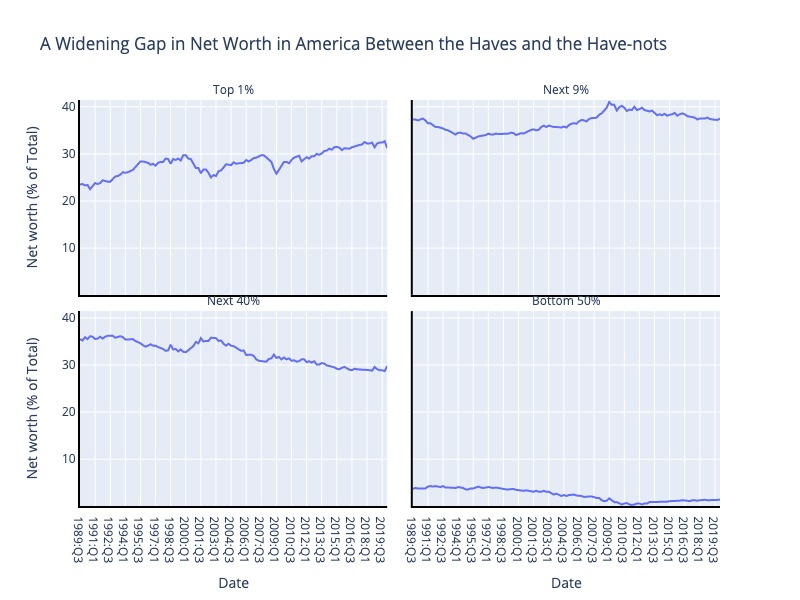 A Widening Gap in Net Worth in America Between the Haves and the Have-nots
Top 1%
Next 9%
Net worth (% of Total)
40
30
20
10
Next 40%
Bottom 50%
Net worth (% of Total)
40
30
20
10
1989:Q3
1991:Q1
1992:Q3
1994:Q1
1995:Q3
1997:Q1
1998:Q3
2000:Q1
2001:Q3
2003:Q1
2004:Q3
2006:Q1
2007:Q3
2009:Q1
2010:Q3
2012:Q1
2013:Q3
2015:Q1
2016:Q3
2018:Q1
2019:Q3
1989:Q3
1991:Q1
1992:Q3
1994:Q1
1995:Q3
1997:Q1
1998:Q3
2000:Q1
2001:Q3
2003:Q1
2004:Q3
2006:Q1
2007:Q3
2009:Q1
2010:Q3
2012:Q1
2013:Q3
2015:Q1
2016:Q3
2018:Q1
2019:Q3
Date
Date